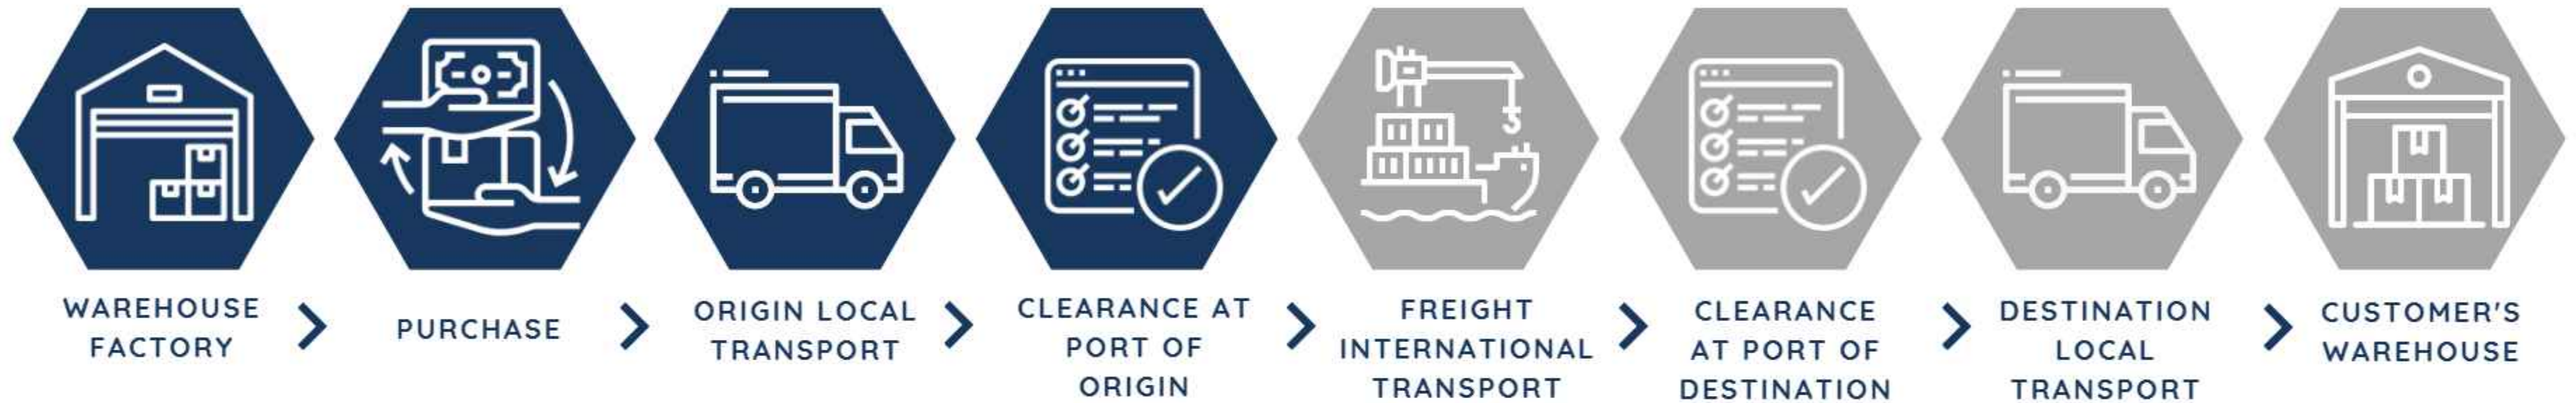 WAREHOUSE
FACTORY
PURCHASE
ORIGIN LOCAL
TRANSPORT
CLEARANCE AT
PORT OF
ORIGIN
FREIGHT
INTERNATIONAL
TRANSPORT
CLEARANCE
AT PORT OF
DESTINATION
DESTINATION
LOCAL
TRANSPORT
CUSTOMER'S
WAREHOUSE